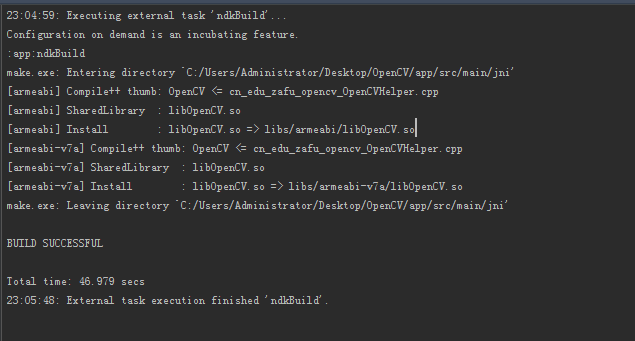 23:04:59: Executing external task 'ndkBuild'...
Configuration on demand is an incubating feature.
:app:ndkBuild
make.exe: Entering directory `C:/Users/Administrator/Desktop/OpenCV/app/src/main/jni'
[armeabi] Compile++ thumb: OpenCV <= cn_edu_zafu_opencv_OpenCVHelper.cpp
[armeabi] SharedLibrary  : libOpenCV.so
[armeabi] Install        : libOpenCV.so => libs/armeabi/libOpenCV.so
[armeabi-v7a] Compile++ thumb: OpenCV <= cn_edu_zafu_opencv_OpenCVHelper.cpp
[armeabi-v7a] SharedLibrary  : libOpenCV.so
[armeabi-v7a] Install        : libOpenCV.so => libs/armeabi-v7a/libOpenCV.so
make.exe: Leaving directory `C:/Users/Administrator/Desktop/OpenCV/app/src/main/jni'
BUILD SUCCESSFUL
Total time: 46.979 secs
23:05:48: External task execution finished 'ndkBuild'.